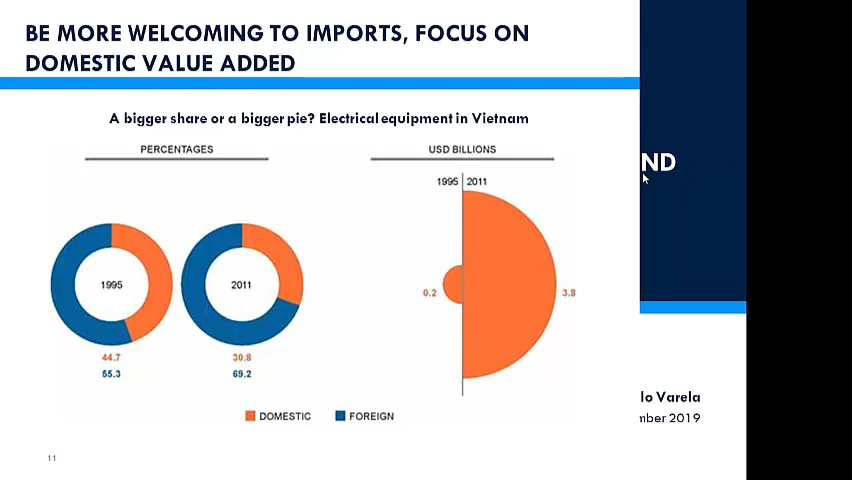 BE MORE WELCOMING TO IMPORTS, FOCUS ON
DOMESTIC VALUE ADDED
A bigger share or a bigger pie? Electrical equipment in Vietnam
PERCENTAGES
USD BILLIONS
1995 2011
1995
2011
0.2
3.8
44.7
30.8
55.3
69.2
DOMESTIC
FOREIGN
11
ND
lo Varela
mber 2019